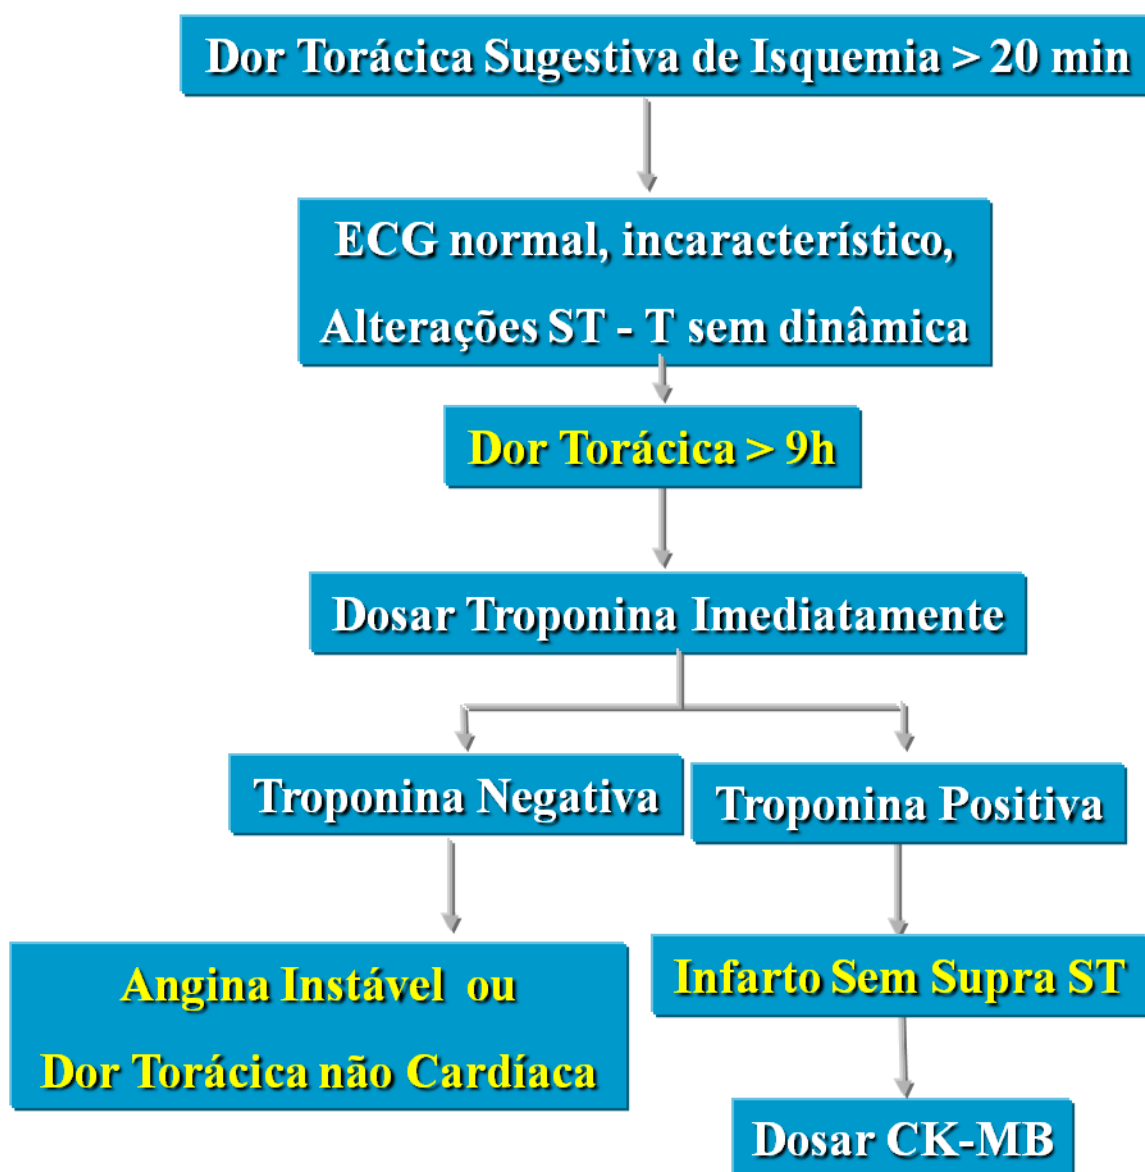 Dor Torácica Sugestiva de Isquemia > 20 min
ECG normal, incaracterístico,
Alterações ST - T sem dinâmica
Dor Torácica > 9h
Dosar Troponina Imediatamente
Troponina Negativa
Troponina Positiva
Angina Instável ou
Dor Torácica não Cardíaca
Infarto Sem Supra ST
Dosar CK-MB